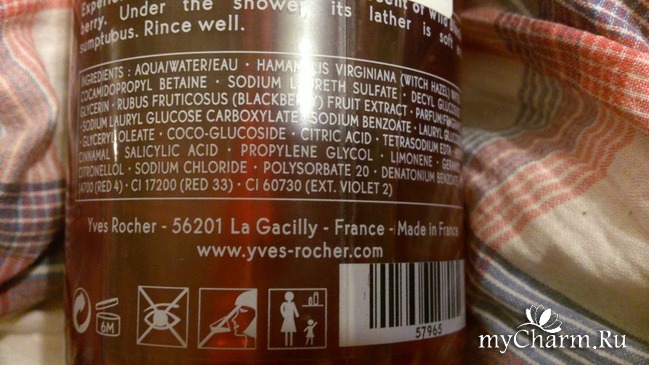 berry. Under the shower, its lather is soft
sumptuous. Rince well.
INGREDIENTS : AQUA/WATER/EAU • HAMAMELIS VIRGINIANA (WITCH HAZEL)
COCAMIDOPROPYL BETAINE • SODIUM LAURETH SULFATE • DECYL
GLYCERIN • RUBUS FRUTICOSUS (BLACKBERRY) FRUIT EXTRACT • PARFUM/
• SODIUM LAURYL GLUCOSE CARBOXYLATE • SODIUM BENZOATE • LAURYL
• GLYCERYL OLEATE • COCO-GLUCOSIDE • CITRIC ACID • TETRASODIUM EDTA •
CINNAMAL • SALICYLIC ACID • PROPYLENE GLYCOL • LIMONENE •
CITRONELLOL • SODIUM CHLORIDE • POLYSORBATE 20 • DENATONIUM
14700 (RED 4) • CI 17200 (RED 33) • CI 60730 (EXT. VIOLET 2)
Yves Rocher - 56201 La Gacilly - France - Made in France
www.yves-rocher.com
6M
57965
myCharm.Ru